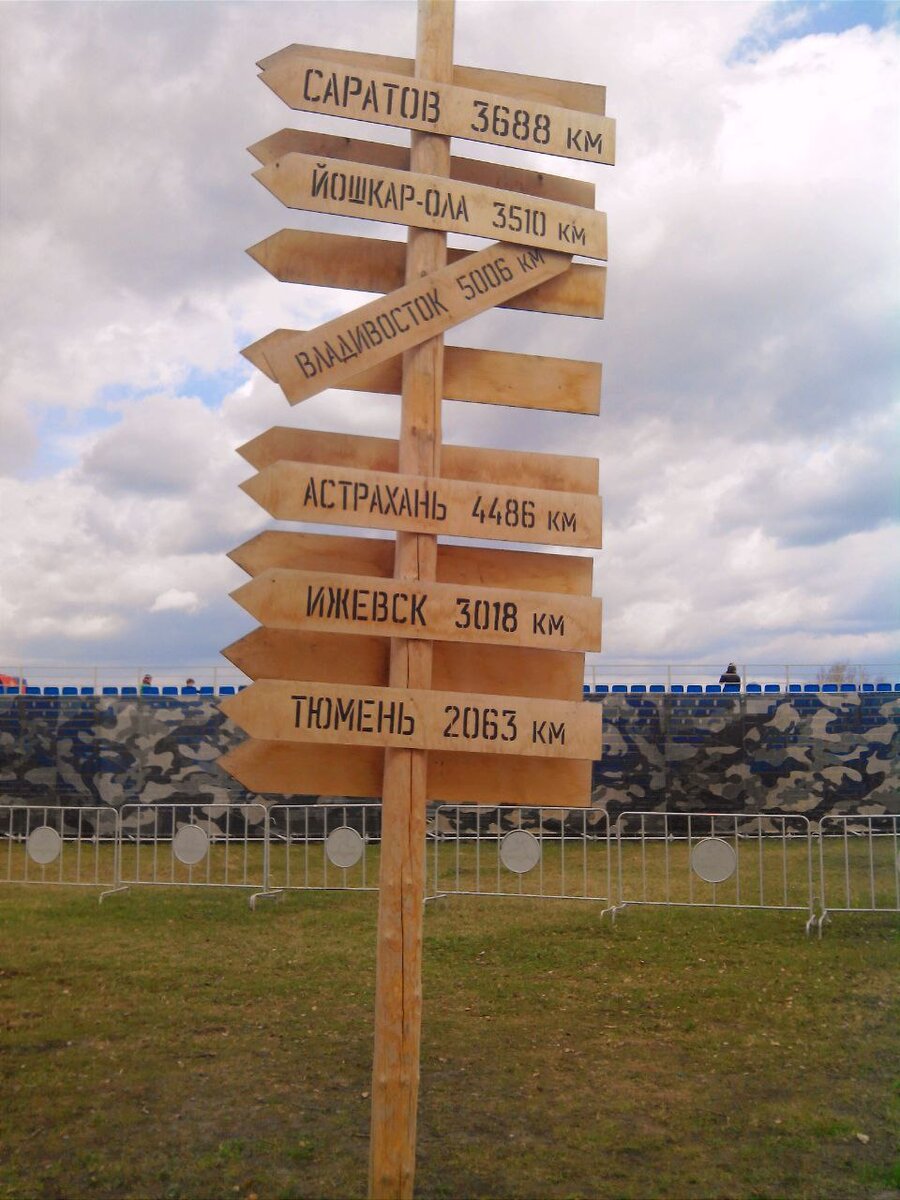 САРАТОВ 3688 КМ
ЙОШКАР-ОЛА 3510 КМ
ВЛАДИВОСТОК 5006 КМ
АСТРАХАНЬ 4486 КМ
ИЖЕВСК 3018 КМ
ТЮМЕНЬ 2063 КМ